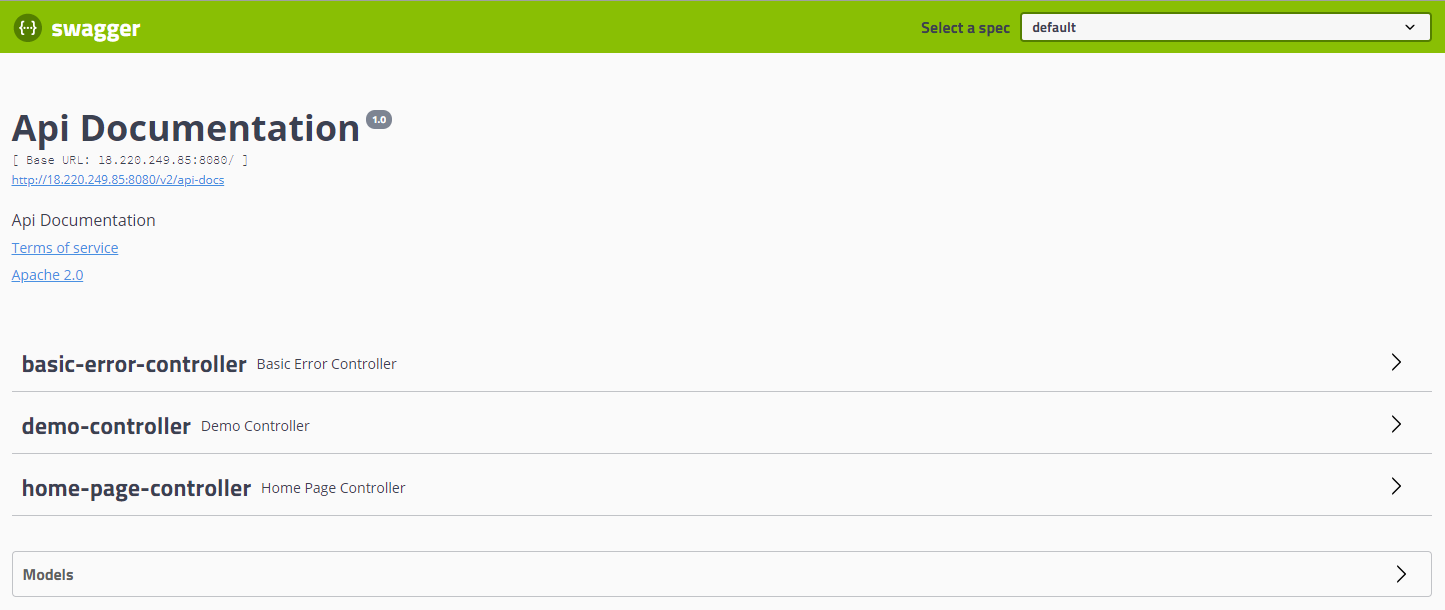 {··} swagger
Select a spec default
Api Documentation 1.0
[ Base URL: 18.220.249.85:8080/ ]
http://18.220.249.85:8080/v2/api-docs
Api Documentation
Terms of service
Apache 2.0
basic-error-controller Basic Error Controller
demo-controller Demo Controller
home-page-controller Home Page Controller
Models